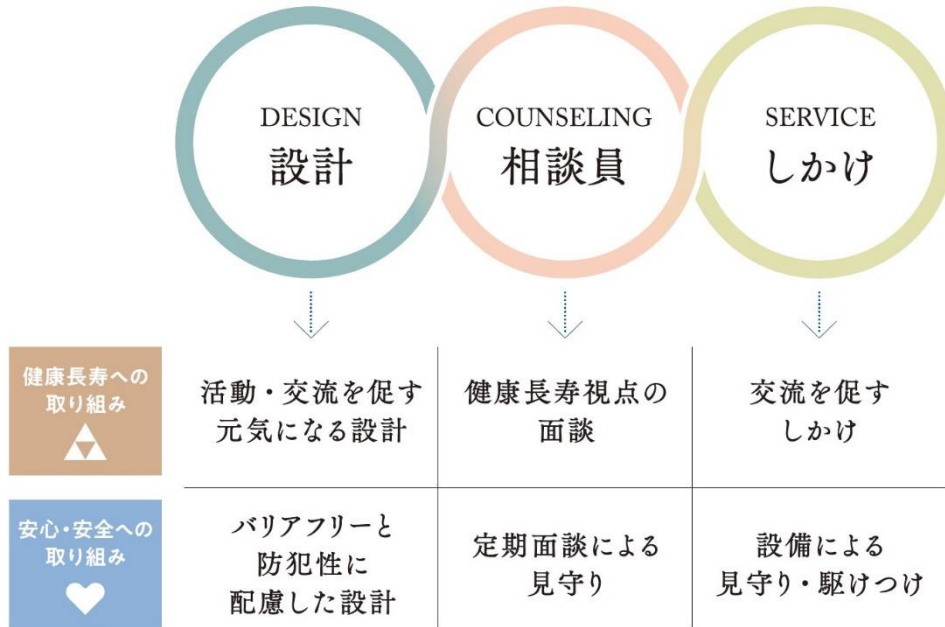 DESIGN
設計
COUNSELING
相談員
SERVICE
しかけ
健康長寿への
取り組み
活動・交流を促す
元気になる設計
健康長寿視点の
面談
交流を促す
しかけ
安心・安全への
取り組み
バリアフリーと
防犯性に
配慮した設計
定期面談による
見守り
設備による
見守り・駆けつけ